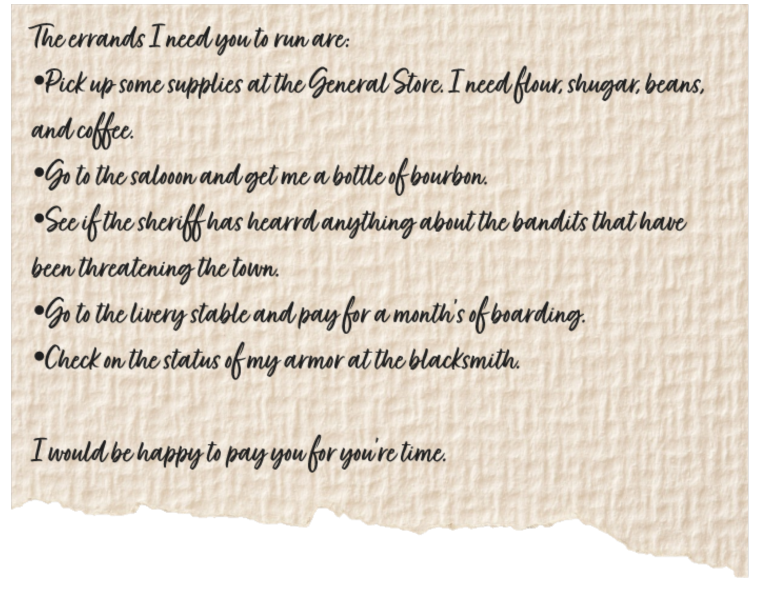 The errands I need you to run are:
•Pick up some supplies at the General Store. I need flour, shugar, beans,
and coffee.
•Go to the salooon and get me a bottle of bourbon.
•See if the sheriff has hearrd anything about the bandits that have
been threatening the town.
•Go to the livery stable and pay for a month's of boarding.
•Check on the status of my armor at the blacksmith.
I would be happy to pay you for you're time.